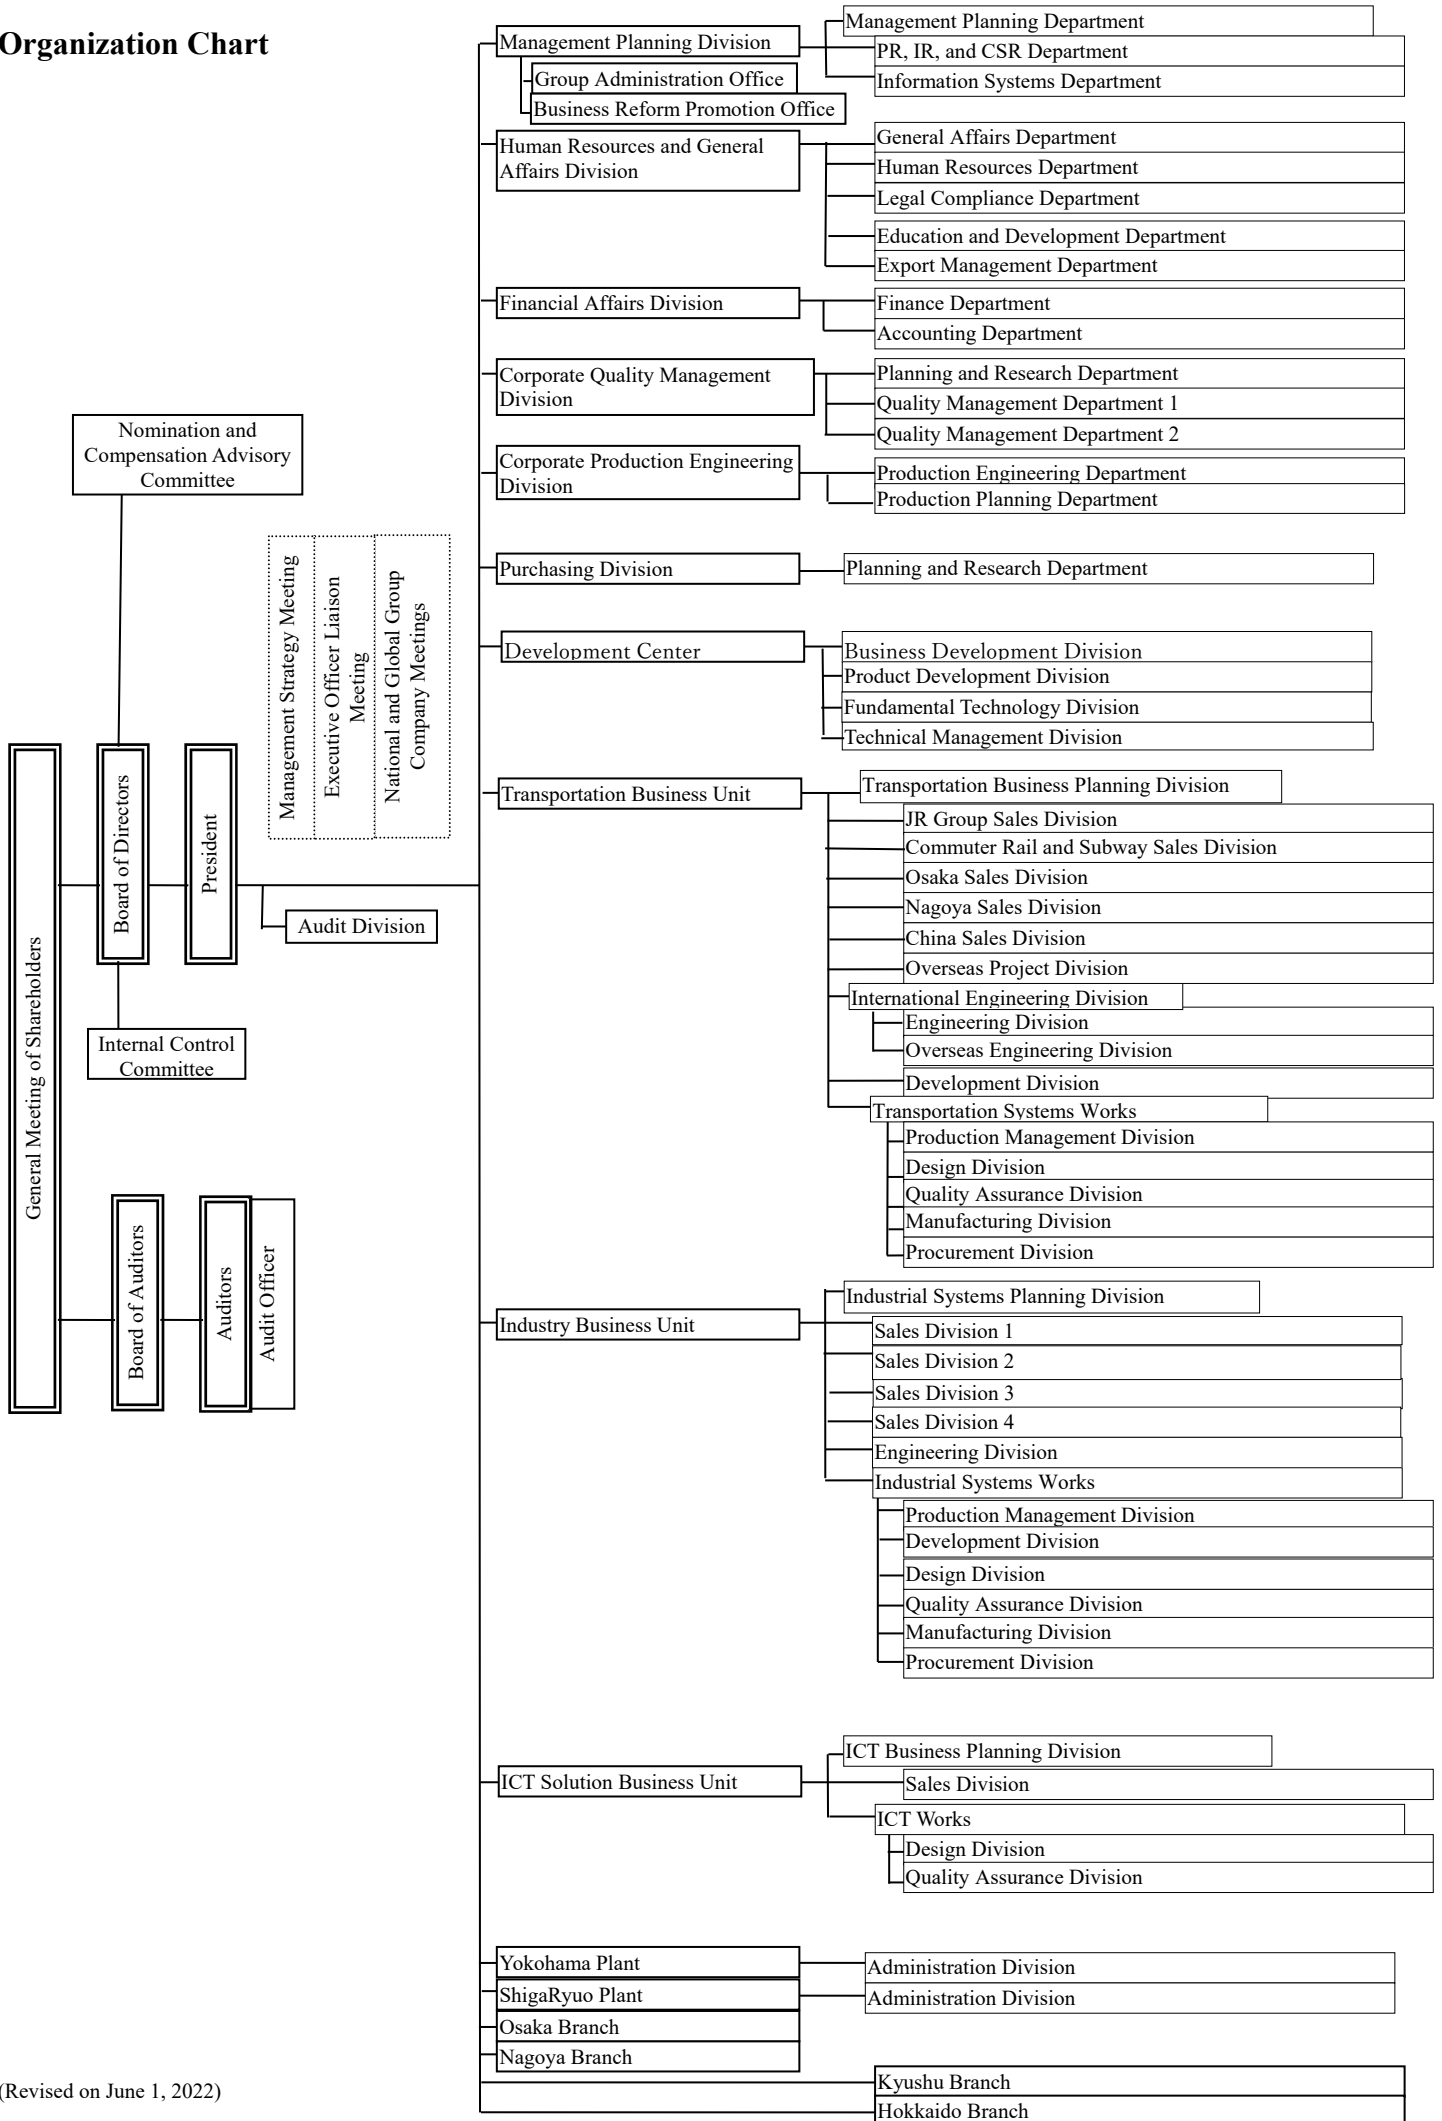 Organization Chart
Management Planning Division
Group Administration Office
Business Reform Promotion Office
Management Planning Department
PR, IR, and CSR Department
Information Systems Department
Human Resources and General
Affairs Division
General Affairs Department
Human Resources Department
Legal Compliance Department
Education and Development Department
Export Management Department
Financial Affairs Division
Finance Department
Accounting Department
Corporate Quality Management
Division
Planning and Research Department
Quality Management Department 1
Quality Management Department 2
Corporate Production Engineering
Division
Production Engineering Department
Production Planning Department
Nomination and
Compensation Advisory
Committee
Management Strategy Meeting
Executive Officer Liaison
Meeting
National and Global Group
Company Meetings
Purchasing Division
Planning and Research Department
Development Center
Business Development Division
Product Development Division
Fundamental Technology Division
Technical Management Division
General Meeting of Shareholders
Board of Directors
President
Audit Division
Internal Control
Committee
Board of Auditors
Auditors
Audit Officer
Transportation Business Unit
Transportation Business Planning Division
JR Group Sales Division
Commuter Rail and Subway Sales Division
Osaka Sales Division
Nagoya Sales Division
China Sales Division
Overseas Project Division
International Engineering Division
Engineering Division
Overseas Engineering Division
Development Division
Transportation Systems Works
Production Management Division
Design Division
Quality Assurance Division
Manufacturing Division
Procurement Division
Industry Business Unit
Industrial Systems Planning Division
Sales Division 1
Sales Division 2
Sales Division 3
Sales Division 4
Engineering Division
Industrial Systems Works
Production Management Division
Development Division
Design Division
Quality Assurance Division
Manufacturing Division
Procurement Division
ICT Solution Business Unit
ICT Business Planning Division
Sales Division
ICT Works
Design Division
Quality Assurance Division
Yokohama Plant
Administration Division
ShigaRyuo Plant
Administration Division
Osaka Branch
Nagoya Branch
Kyushu Branch
Hokkaido Branch
(Revised on June 1, 2022)